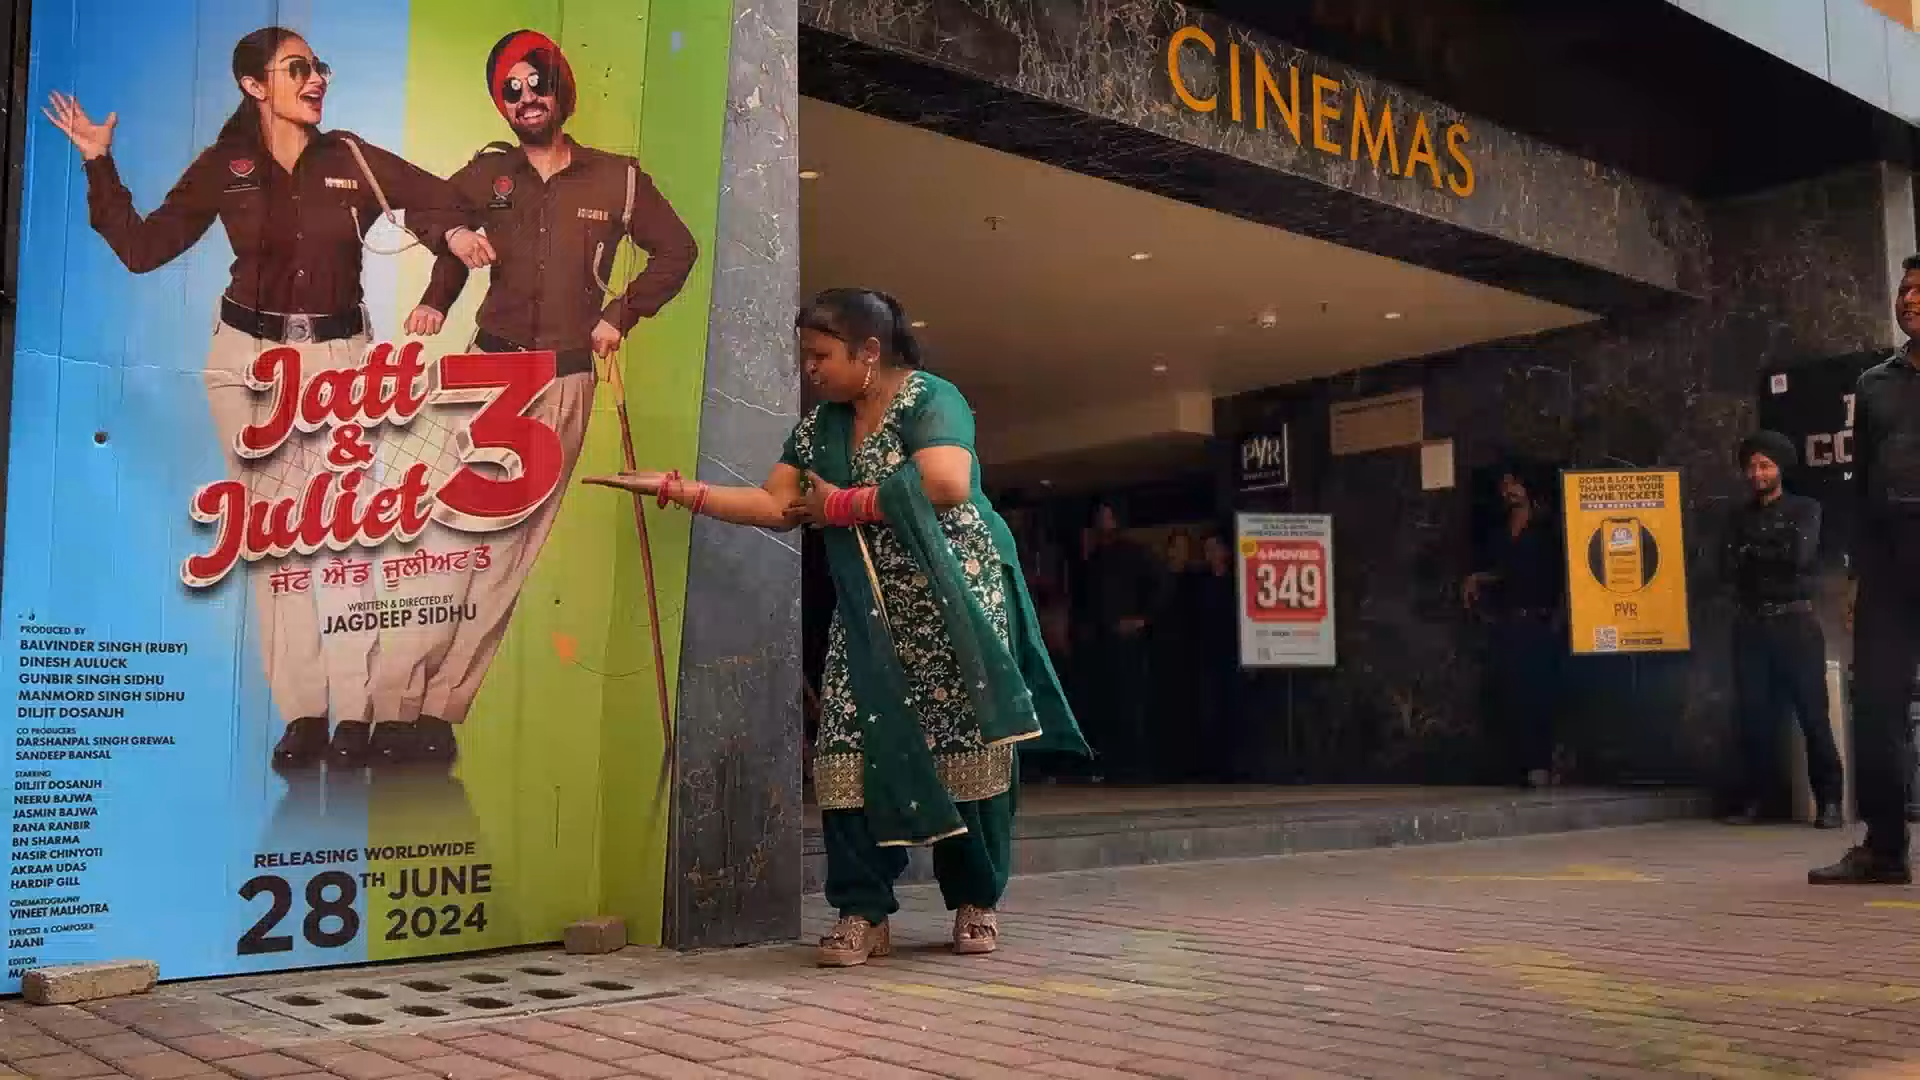 CINEMAS
Jatt
&
Juliet 3
ਜੱਟ ਐਂਡ ਜੂਲੀਅਟ 3
WRITTEN & DIRECTED BY
JAGDEEP SIDHU
PRODUCED BY
BALVINDER SINGH (RUBY)
DINESH AULUCK
GUNBIR SINGH SIDHU
MANMORD SINGH SIDHU
DILJIT DOSANJH
CO PRODUCERS
DARSHANPAL SINGH GREWAL
SANDEEP BANSAL
STARRING
DILJIT DOSANJH
NEERU BAJWA
JASMIN BAJWA
RANA RANBIR
BN SHARMA
NASIR CHINYOTI
AKRAM UDAS
HARDIP GILL
CINEMATOGRAPHY
VINEET MALHOTRA
LYRICIST & COMPOSER
JAANI
EDITOR
RELEASING WORLDWIDE
28TH JUNE
2024
PVR
4 MOVIES
349
DOES A LOT MORE
THAN BOOK YOUR
MOVIE TICKETS
PVR